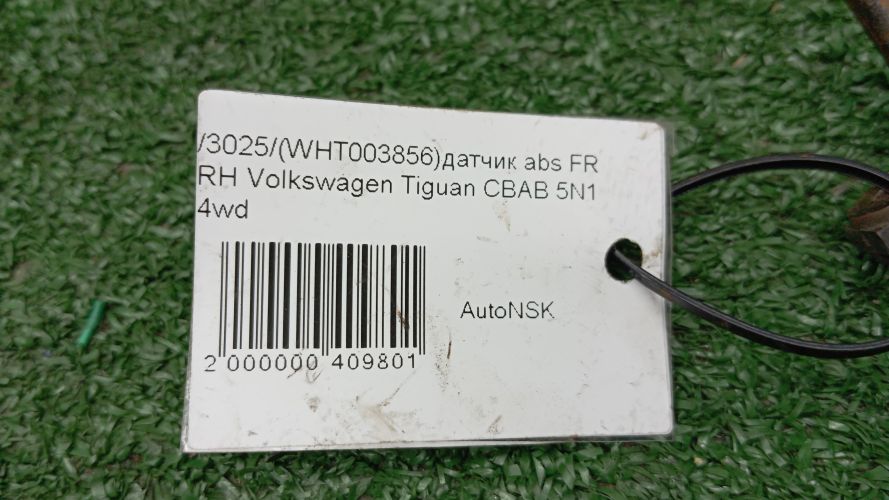 /3025/(WHT003856)датчик abs FR
RH Volkswagen Tiguan CBAB 5N1
4wd
AutoNSK
2 000000 409801